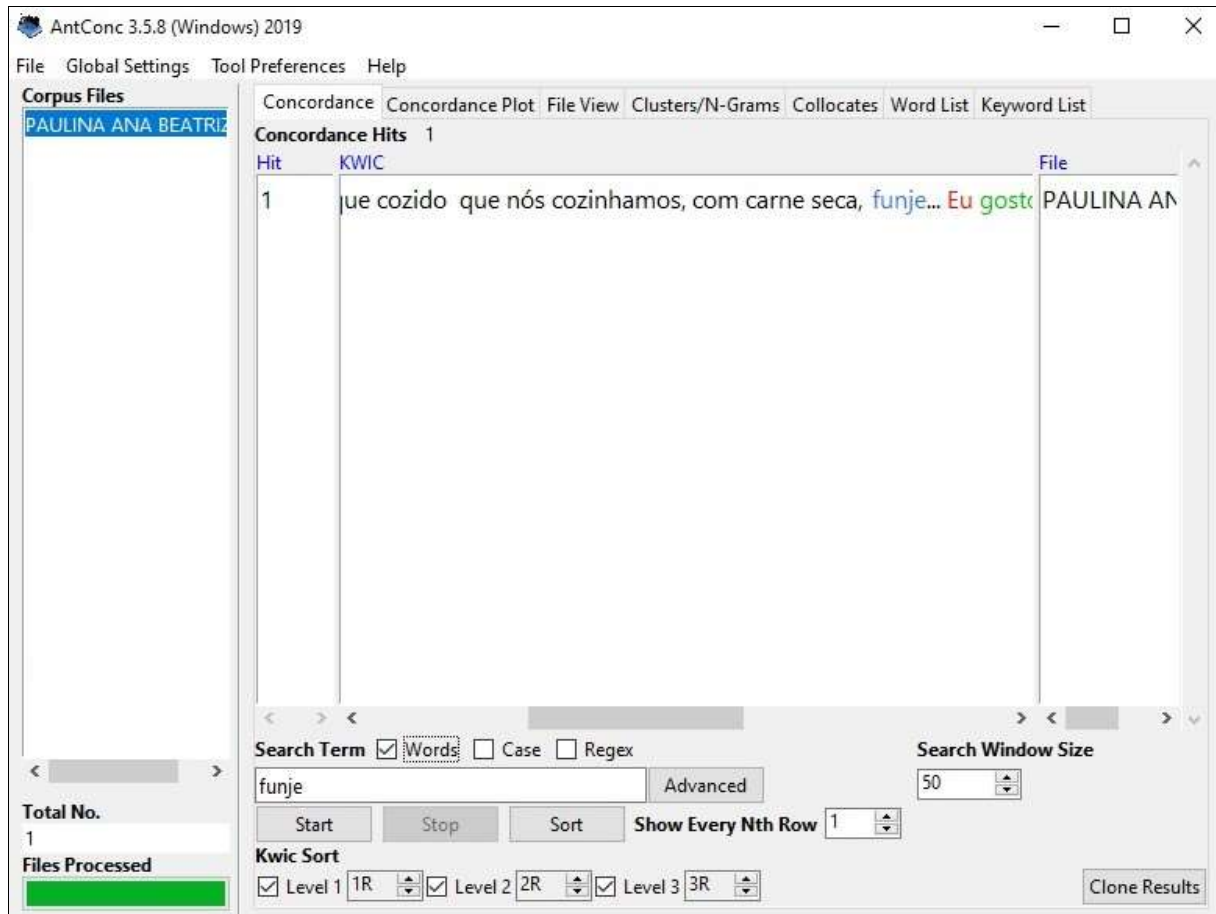 AntConc 3.5.8 (Windows) 2019
File Global Settings Tool Preferences Help
Corpus Files
PAULINA ANA BEATRIZ
Concordance Concordance Plot File View Clusters/N-Grams Collocates Word List Keyword List
Concordance Hits 1
Hit KWIC File
1 que cozido que nós cozinhamos, com carne seca, funje... Eu gosto PAULINA AN
Search Term Words Case Regex Search Window Size
funje Advanced 50
Start Stop Sort Show Every Nth Row 1
Total No.
1
Files Processed
Kwic Sort
Level 1 1R Level 2 2R Level 3 3R Clone Results